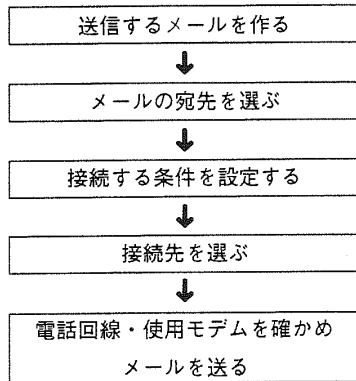 送信するメールを作る
メールの宛先を選ぶ
接続する条件を設定する
接続先を選ぶ
電話回線・使用モデムを確かめ
メールを送る